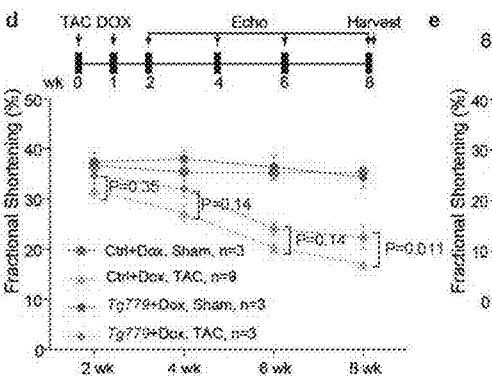 d
TAC DOX Echo Harvest
wk 0 1 2 4 6 8
Fractional Shortening (%)
50
40
30
20
10
0
P=0.36
P=0.14
P=0.14
P=0.011
Ctrl+Dox, Sham, n=3
Ctrl+Dox, TAC, n=9
Tg779+Dox, Sham, n=3
Tg779+Dox, TAC, n=3
2 wk 4 wk 6 wk 8 wk
e
8
Fractional Shortening (%)
40
30
20
10
0